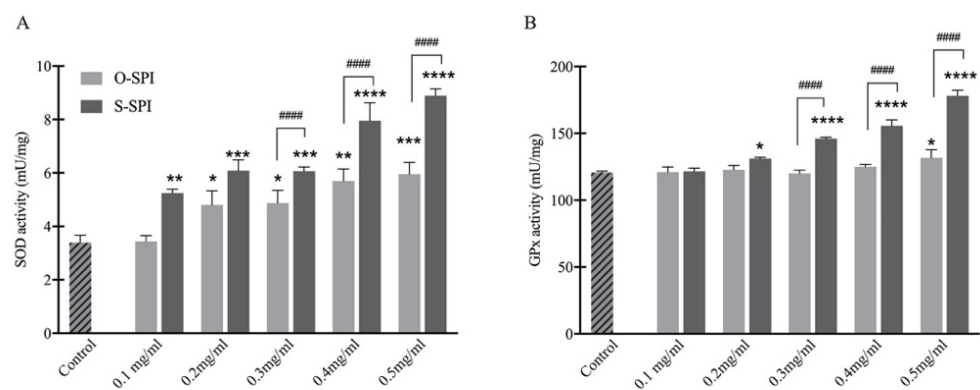 A
SOD activity (mU/mg)
10
8
6
4
2
0
O-SPI
S-SPI
**
*
***
*
***
####
**
****
####
***
****
####
Control
0.1 mg/ml
0.2mg/ml
0.3mg/ml
0.4mg/ml
0.5mg/ml
B
GPx activity (mU/mg)
200
150
100
50
0
*
****
####
****
####
*
****
####
Control
0.1 mg/ml
0.2mg/ml
0.3mg/ml
0.4mg/ml
0.5mg/ml